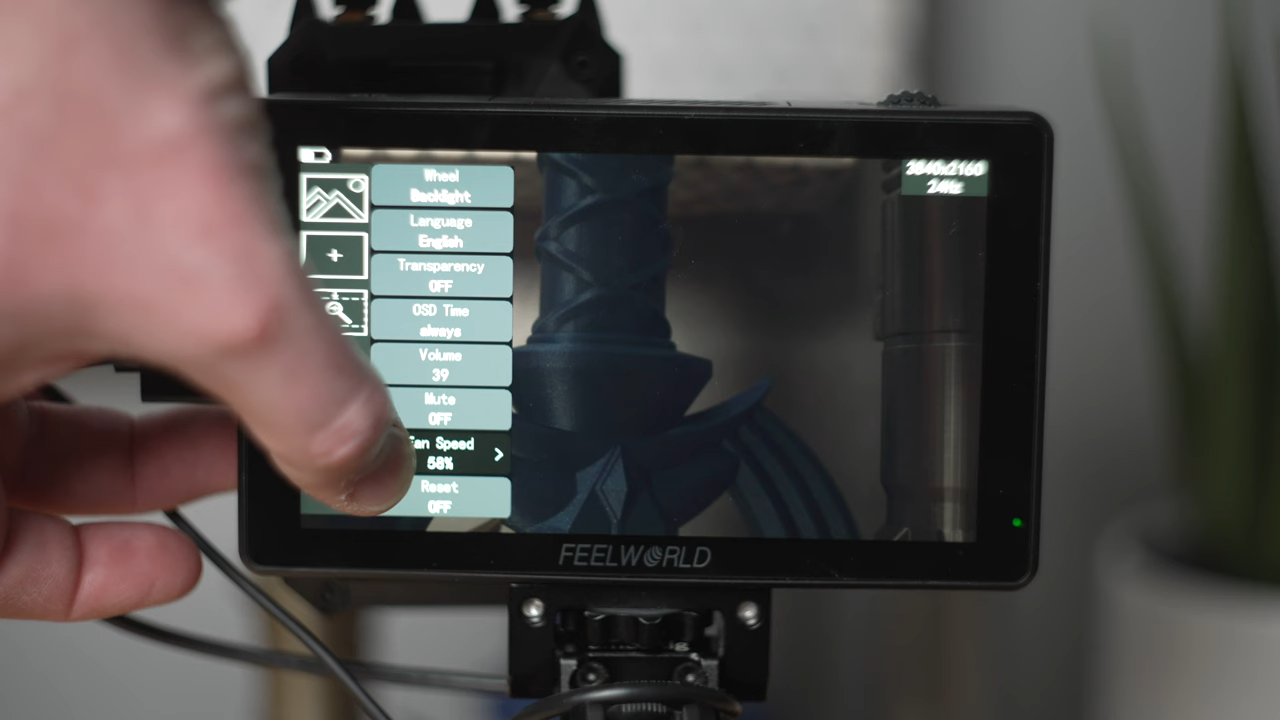 3840x2160
24Hz
Wheel
Backlight
Language
English
Transparency
OFF
OSD Time
always
Volume
39
Mute
OFF
Fan Speed
58%
Reset
OFF
FEELWORLD